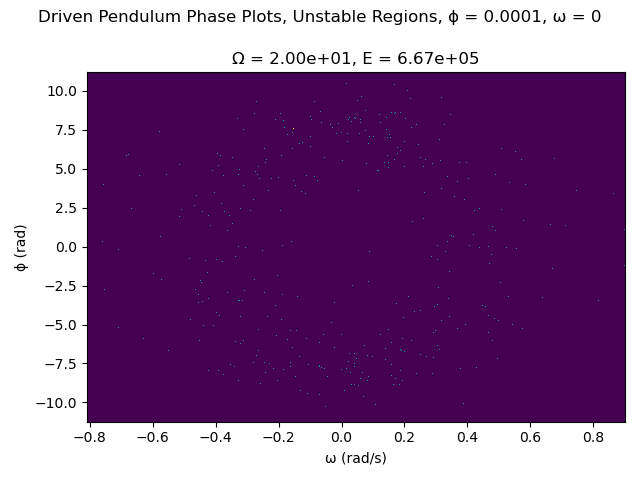 Driven Pendulum Phase Plots, Unstable Regions, ϕ = 0.0001, ω = 0
Ω = 2.00e+01, E = 6.67e+05
10.0
7.5
5.0
2.5
0.0
−2.5
−5.0
−7.5
−10.0
ϕ (rad)
−0.8 −0.6 −0.4 −0.2 0.0 0.2 0.4 0.6 0.8
ω (rad/s)